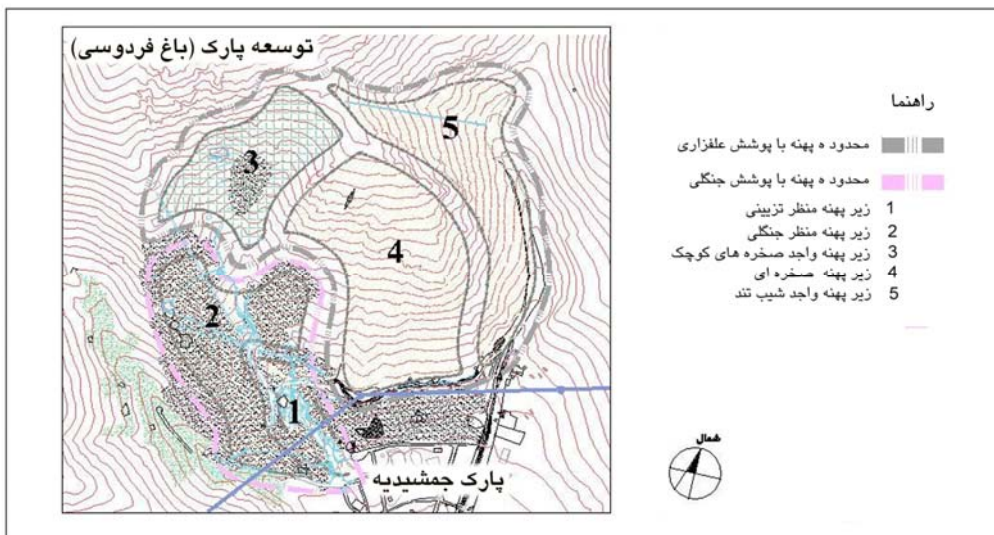 توسعه پارک (باغ فردوسی)
5
3
4
2
1
پارک جمشیدیه
راهنما
محدوده پهنه با پوشش علفزاری
محدوده پهنه با پوشش جنگلی
1 زیر پهنه منظر تزیینی
2 زیر پهنه منظر جنگلی
3 زیر پهنه واجد صخره های کوچک
4 زیر پهنه صخره ای
5 زیر پهنه واجد شیب تند
شمال